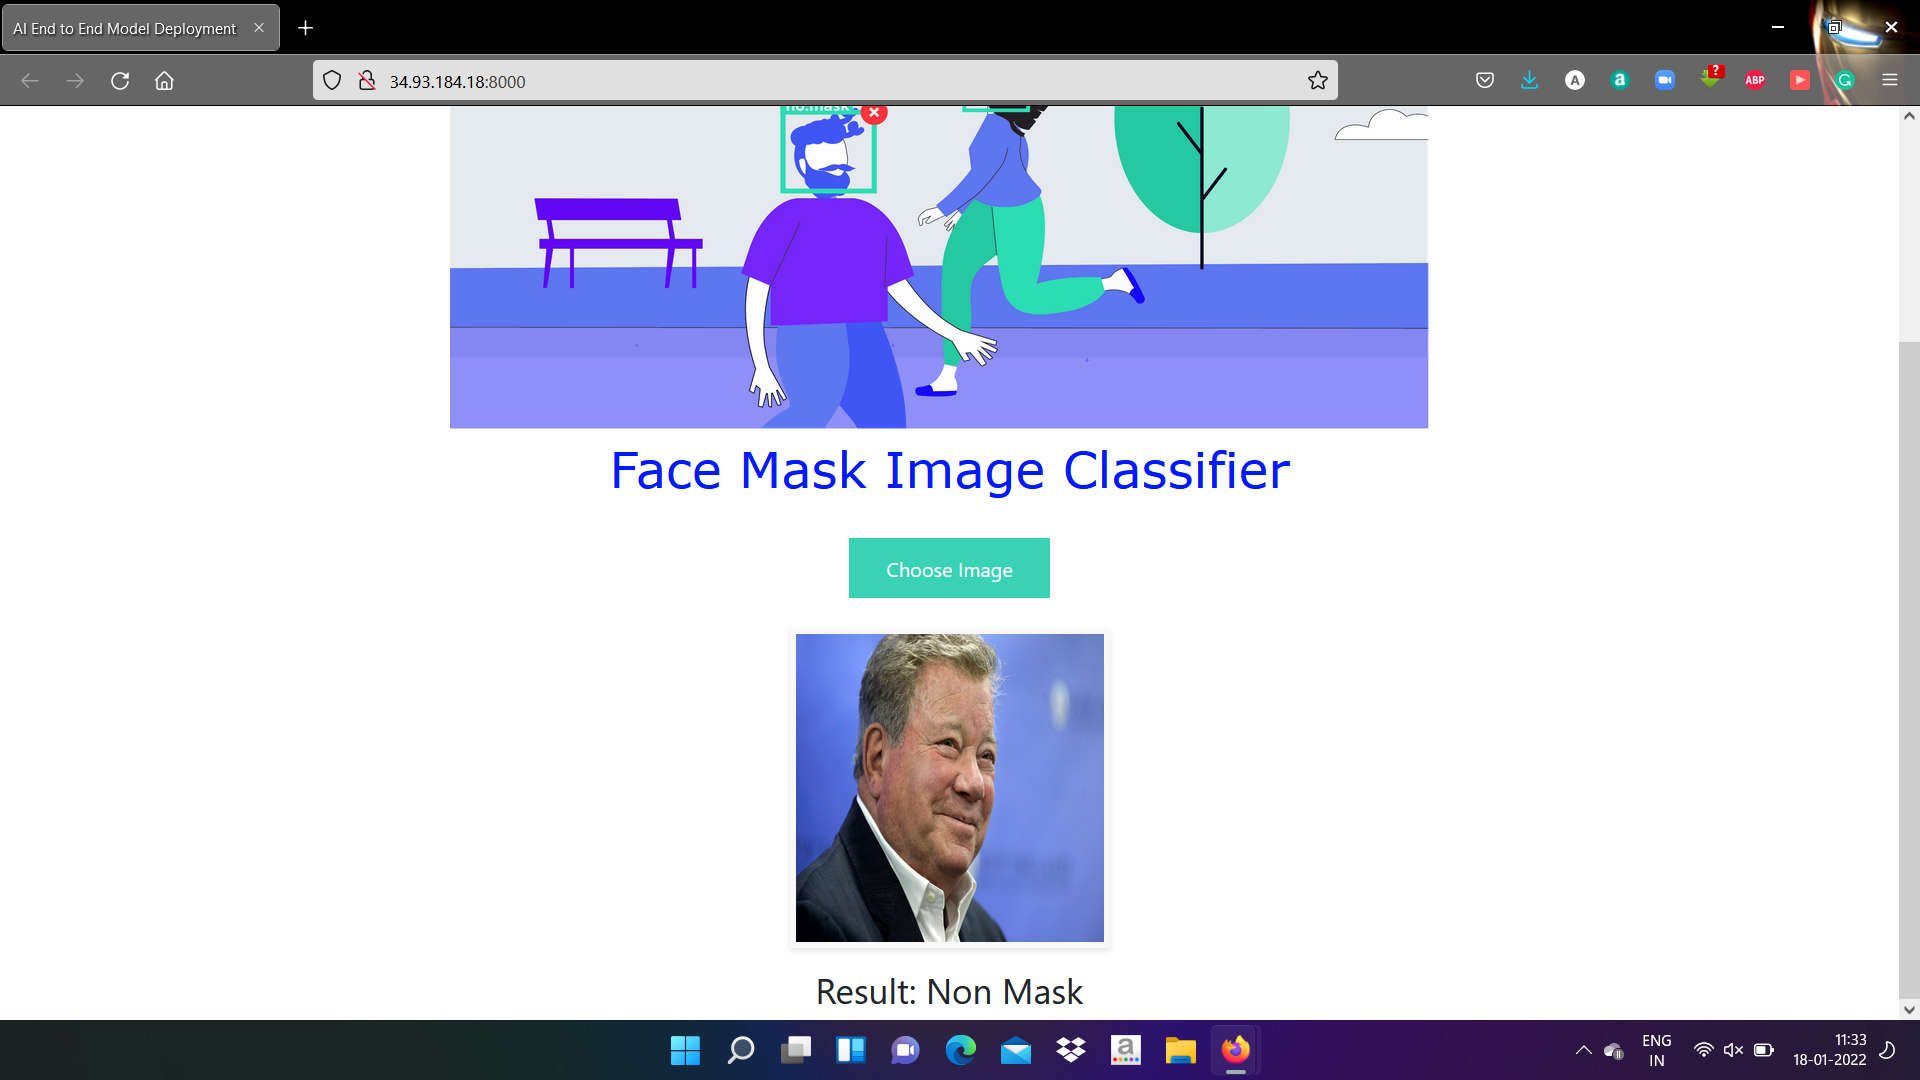 AI End to End Model Deployment
34.93.184.18:8000
?
A
a
ABP
no.mask
Face Mask Image Classifier
Choose Image
Result: Non Mask
a
ENG
IN
11:33
18-01-2022